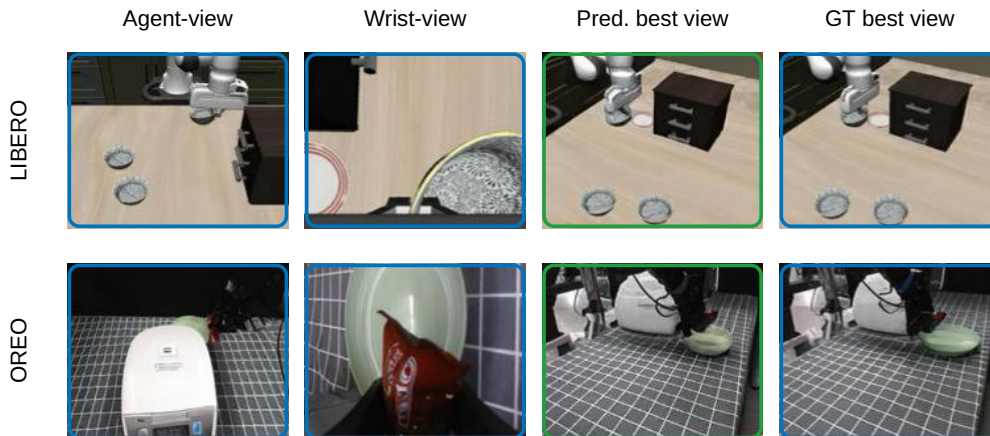 Agent-view
Wrist-view
Pred. best view
GT best view
LIBERO
OREO